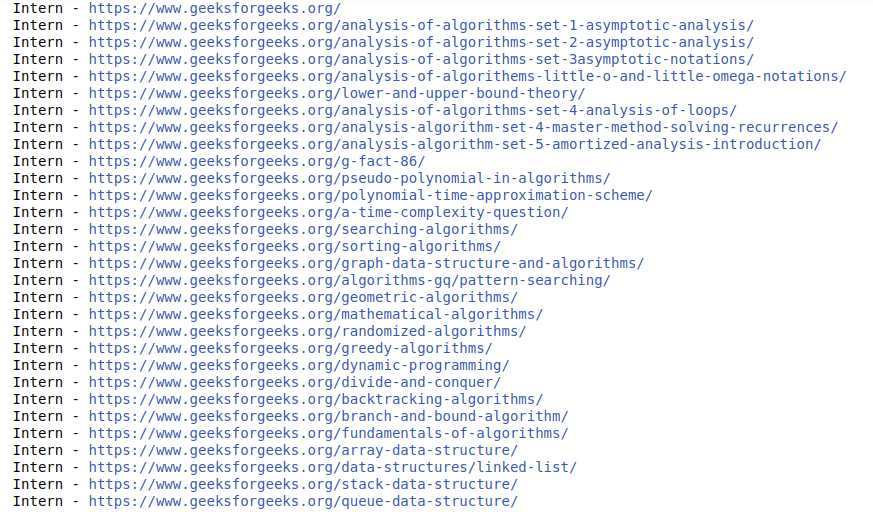 Intern - https://www.geeksforgeeks.org/
Intern - https://www.geeksforgeeks.org/analysis-of-algorithms-set-1-asymptotic-analysis/
Intern - https://www.geeksforgeeks.org/analysis-of-algorithms-set-2-asymptotic-analysis/
Intern - https://www.geeksforgeeks.org/analysis-of-algorithms-set-3asymptotic-notations/
Intern - https://www.geeksforgeeks.org/analysis-of-algorithems-little-o-and-little-omega-notations/
Intern - https://www.geeksforgeeks.org/lower-and-upper-bound-theory/
Intern - https://www.geeksforgeeks.org/analysis-of-algorithms-set-4-analysis-of-loops/
Intern - https://www.geeksforgeeks.org/analysis-algorithm-set-4-master-method-solving-recurrences/
Intern - https://www.geeksforgeeks.org/analysis-algorithm-set-5-amortized-analysis-introduction/
Intern - https://www.geeksforgeeks.org/g-fact-86/
Intern - https://www.geeksforgeeks.org/pseudo-polynomial-in-algorithms/
Intern - https://www.geeksforgeeks.org/polynomial-time-approximation-scheme/
Intern - https://www.geeksforgeeks.org/a-time-complexity-question/
Intern - https://www.geeksforgeeks.org/searching-algorithms/
Intern - https://www.geeksforgeeks.org/sorting-algorithms/
Intern - https://www.geeksforgeeks.org/graph-data-structure-and-algorithms/
Intern - https://www.geeksforgeeks.org/algorithms-gq/pattern-searching/
Intern - https://www.geeksforgeeks.org/geometric-algorithms/
Intern - https://www.geeksforgeeks.org/mathematical-algorithms/
Intern - https://www.geeksforgeeks.org/randomized-algorithms/
Intern - https://www.geeksforgeeks.org/greedy-algorithms/
Intern - https://www.geeksforgeeks.org/dynamic-programming/
Intern - https://www.geeksforgeeks.org/divide-and-conquer/
Intern - https://www.geeksforgeeks.org/backtracking-algorithms/
Intern - https://www.geeksforgeeks.org/branch-and-bound-algorithm/
Intern - https://www.geeksforgeeks.org/fundamentals-of-algorithms/
Intern - https://www.geeksforgeeks.org/array-data-structure/
Intern - https://www.geeksforgeeks.org/data-structures/linked-list/
Intern - https://www.geeksforgeeks.org/stack-data-structure/
Intern - https://www.geeksforgeeks.org/queue-data-structure/